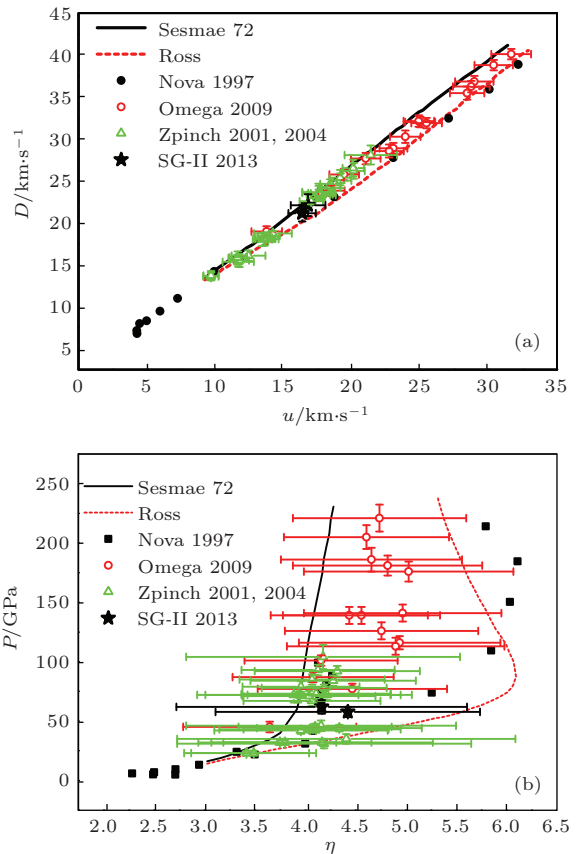 45
40
35
30
25
20
15
10
5
D/km·s−1
Sesmae 72
Ross
Nova 1997
Omega 2009
Zpinch 2001, 2004
SG-II 2013
(a)
0 5 10 15 20 25 30 35
u/km·s−1
250
200
150
100
50
0
P/GPa
Sesmae 72
Ross
Nova 1997
Omega 2009
Zpinch 2001, 2004
SG-II 2013
(b)
2.0 2.5 3.0 3.5 4.0 4.5 5.0 5.5 6.0 6.5
η